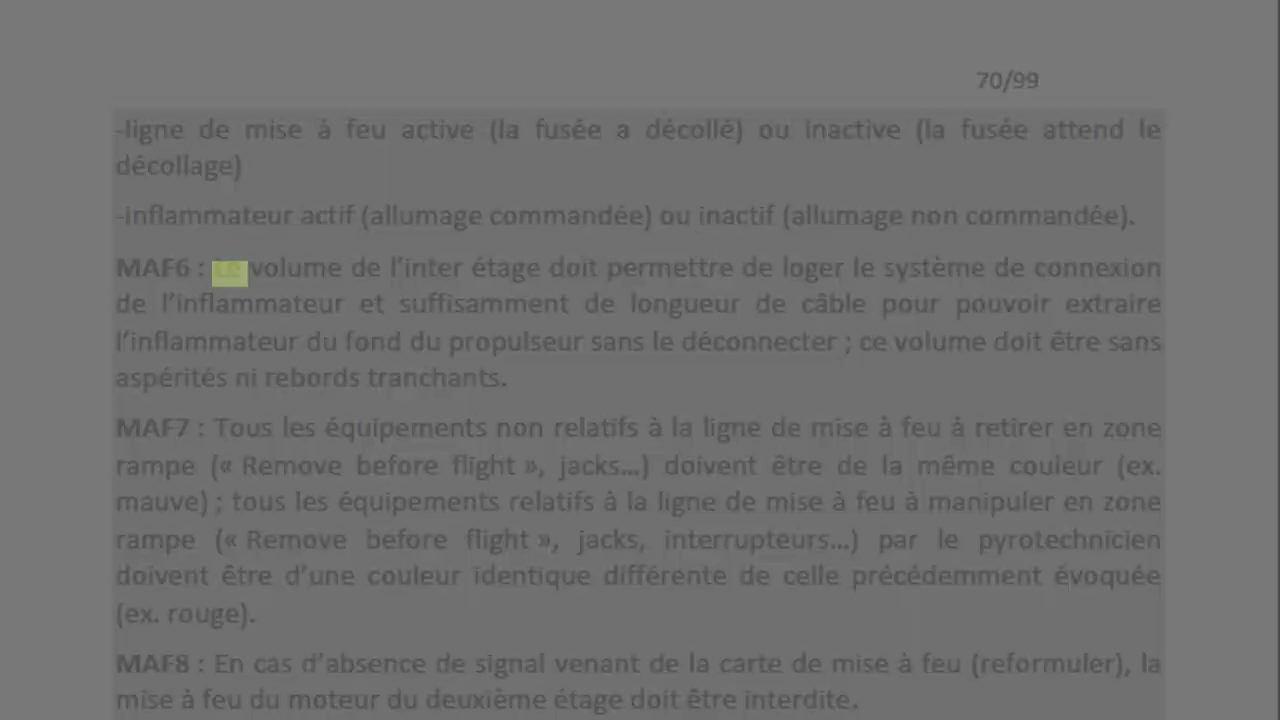 70/99
-ligne de mise à feu active (la fusée a décollé) ou inactive (la fusée attend le
décollage)
-inflammateur actif (allumage commandée) ou inactif (allumage non commandée).
MAF6 : Le volume de l'inter étage doit permettre de loger le système de connexion
de l'inflammateur et suffisamment de longueur de câble pour pouvoir extraire
l'inflammateur du fond du propulseur sans le déconnecter ; ce volume doit être sans
aspérités ni rebords tranchants.
MAF7 : Tous les équipements non relatifs à la ligne de mise à feu à retirer en zone
rampe (« Remove before flight », jacks…) doivent être de la même couleur (ex.
mauve) ; tous les équipements relatifs à la ligne de mise à feu à manipuler en zone
rampe (« Remove before flight », jacks, interrupteurs…) par le pyrotechnicien
doivent être d'une couleur identique différente de celle précédemment évoquée
(ex. rouge).
MAF8 : En cas d'absence de signal venant de la carte de mise à feu (reformuler), la
mise à feu du moteur du deuxième étage doit être interdite.